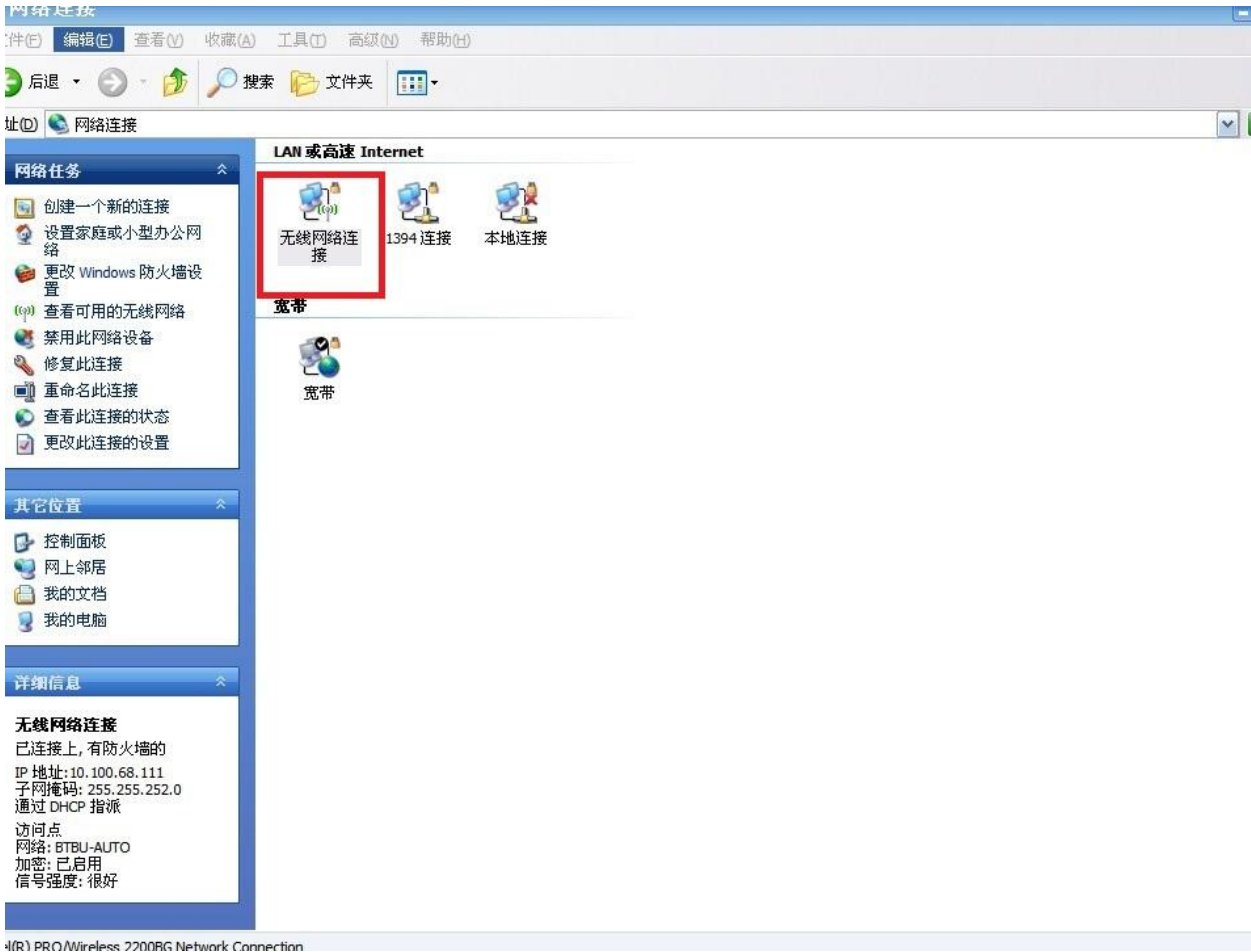 网络连接
件(F) 编辑(E) 查看(V) 收藏(A) 工具(T) 高级(N) 帮助(H)
后退 搜索 文件夹
址(D) 网络连接
网络任务
创建一个新的连接
设置家庭或小型办公网
络
更改 Windows 防火墙设
置
查看可用的无线网络
禁用此网络设备
修复此连接
重命名此连接
查看此连接的状态
更改此连接的设置
其它位置
控制面板
网上邻居
我的文档
我的电脑
详细信息
无线网络连接
已连接上, 有防火墙的
IP 地址:10.100.68.111
子网掩码: 255.255.252.0
通过 DHCP 指派
访问点
网络: BTBU-AUTO
加密: 已启用
信号强度: 很好
LAN 或高速 Internet
无线网络连
接
1394 连接
本地连接
宽带
宽带
el(R) PRO/Wireless 2200BG Network Connection